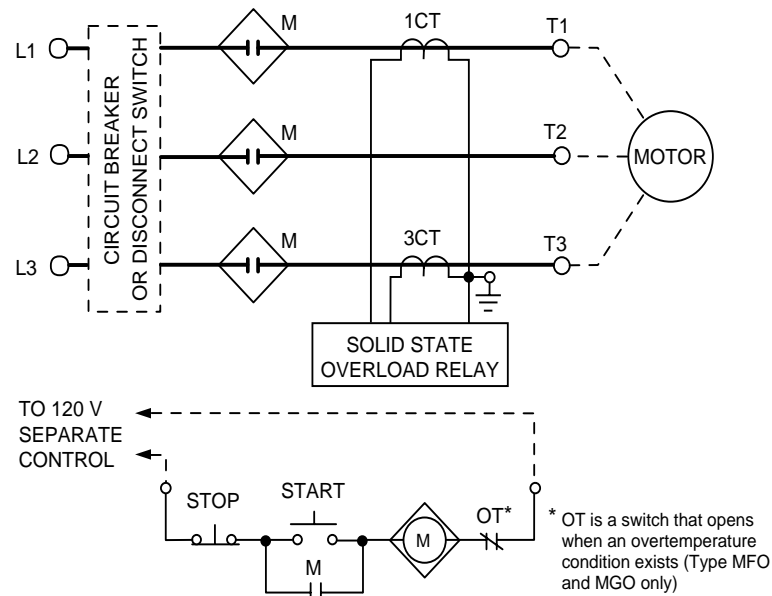 M
1CT
T1
L1
CIRCUIT BREAKER
OR DISCONNECT SWITCH
M
T2
L2
MOTOR
M
3CT
T3
L3
SOLID STATE
OVERLOAD RELAY
TO 120 V
SEPARATE
CONTROL
STOP
START
OT*
M
M
* OT is a switch that opens
when an overtemperature
condition exists (Type MFO
and MGO only)